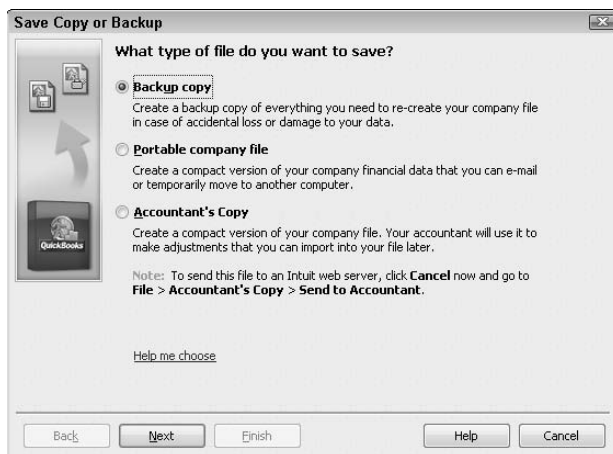 Save Copy or Backup
What type of file do you want to save?
Backup copy
Create a backup copy of everything you need to re-create your company file
in case of accidental loss or damage to your data.
Portable company file
Create a compact version of your company financial data that you can e-mail
or temporarily move to another computer.
Accountant's Copy
Create a compact version of your company file. Your accountant will use it to
make adjustments that you can import into your file later.
Note: To send this file to an Intuit web server, click Cancel now and go to
File > Accountant's Copy > Send to Accountant.
QuickBooks
Help me choose
Back Next Finish Help Cancel